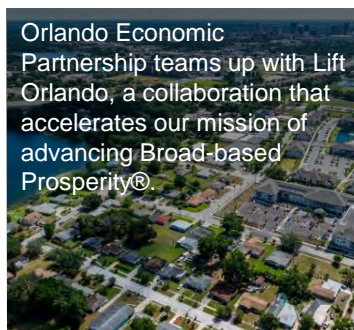 Orlando Economic
Partnership teams up with Lift
Orlando, a collaboration that
accelerates our mission of
advancing Broad-based
Prosperity®.